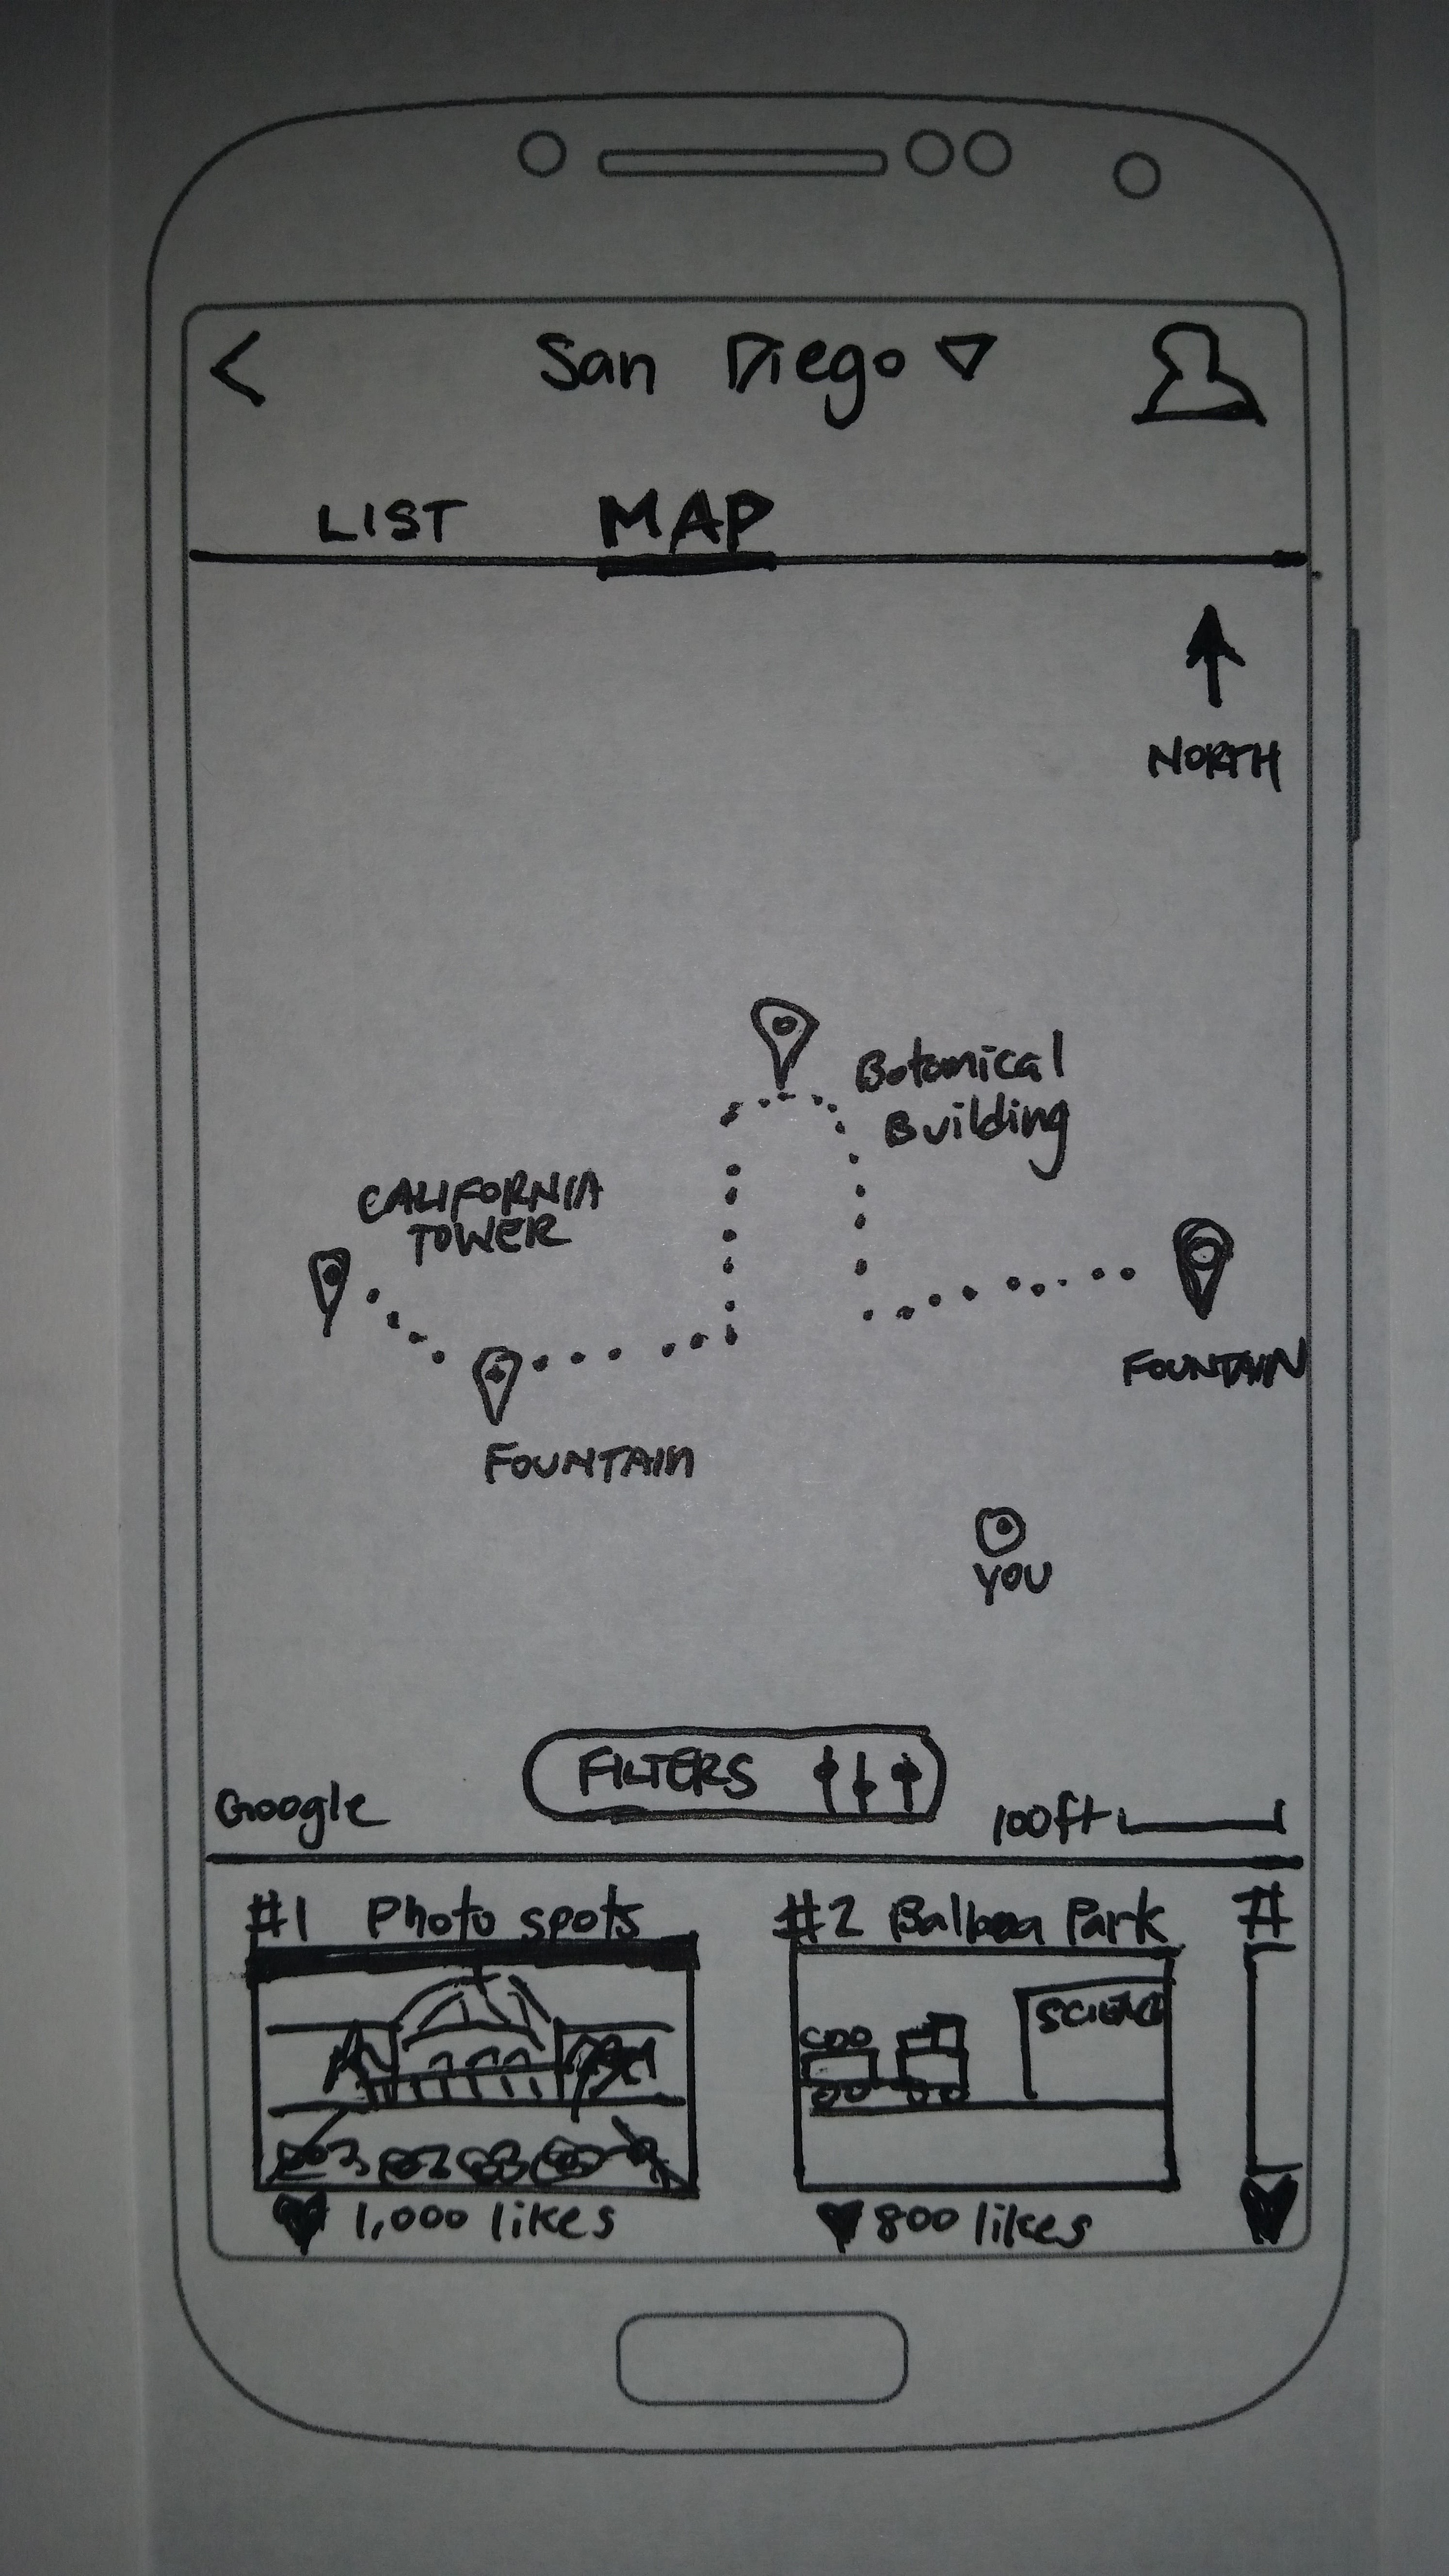 San Diego
LIST MAP
NORTH
Botanical
Building
CALIFORNIA
TOWER
FOUNTAIN
FOUNTAIN
YOU
FILTERS
Google
100ft
#1 Photo spots
#2 Balboa Park
#
SCIENCE
1,000 likes
800 likes